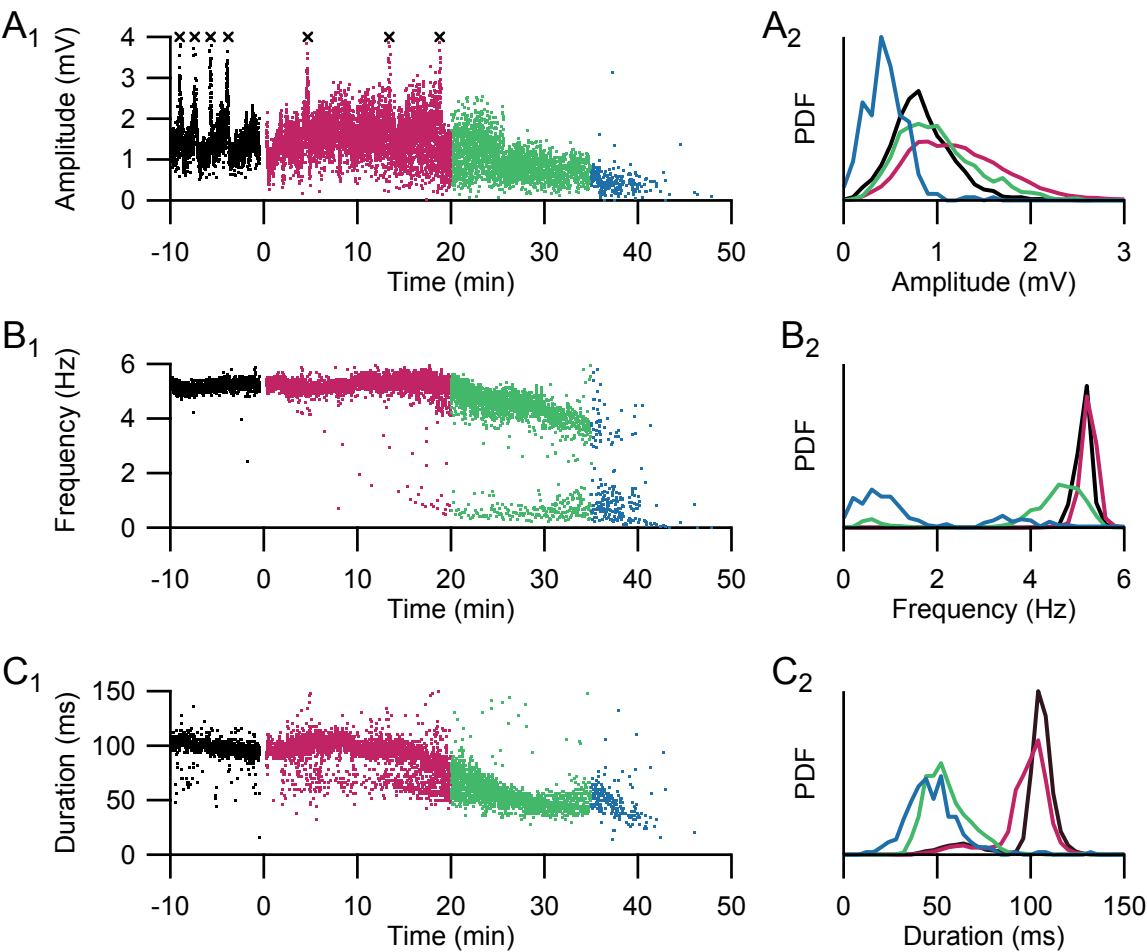 A1
Amplitude (mV)
4
3
2
1
0
-10 0 10 20 30 40 50
Time (min)
A2
PDF
0 1 2 3
Amplitude (mV)
B1
Frequency (Hz)
6
4
2
0
-10 0 10 20 30 40 50
Time (min)
B2
PDF
0 2 4 6
Frequency (Hz)
C1
Duration (ms)
150
100
50
0
-10 0 10 20 30 40 50
Time (min)
C2
PDF
0 50 100 150
Duration (ms)